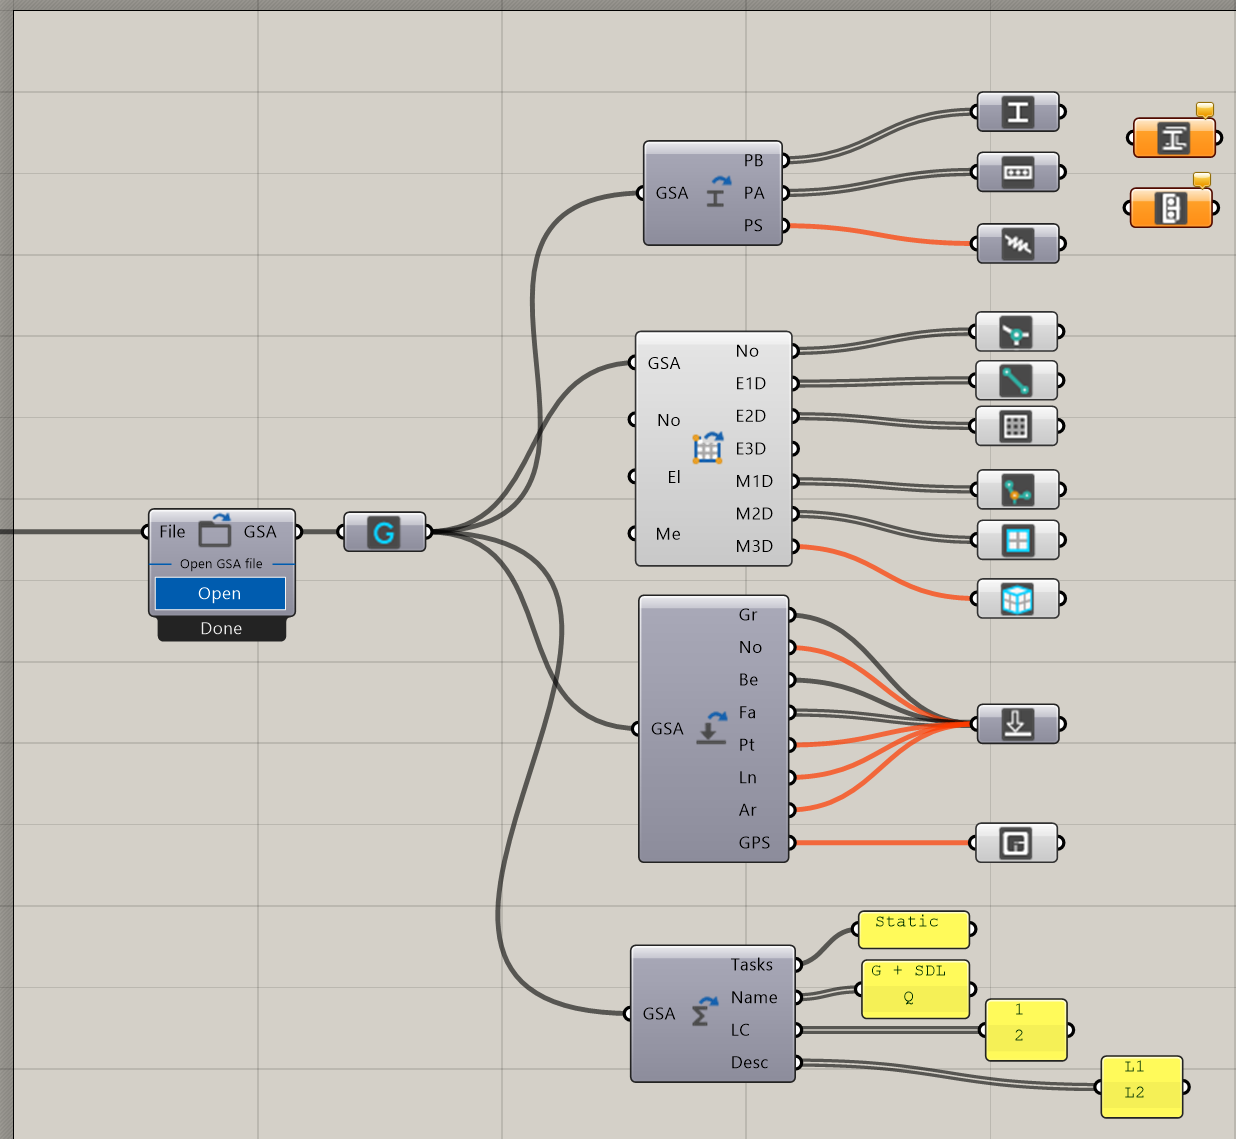 File
GSA
Open GSA file
Open
Done
G
GSA
PB
PA
PS
GSA
No
El
Me
No
E1D
E2D
E3D
M1D
M2D
M3D
GSA
Gr
No
Be
Fa
Pt
Ln
Ar
GPS
GSA
Tasks
Name
LC
Desc
Static
G + SDL
Q
1
2
L1
L2